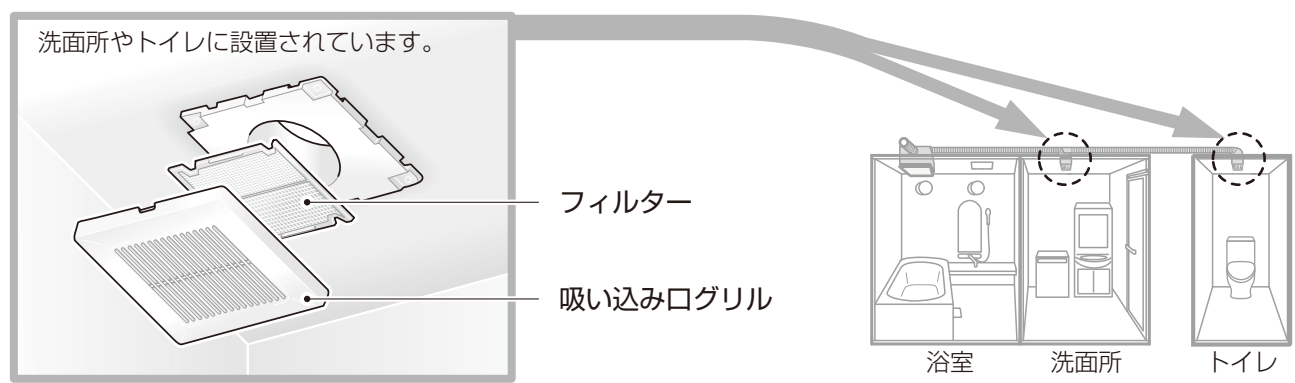 洗面所やトイレに設置されています。
フィルター
吸い込み口グリル
浴室
洗面所
トイレ